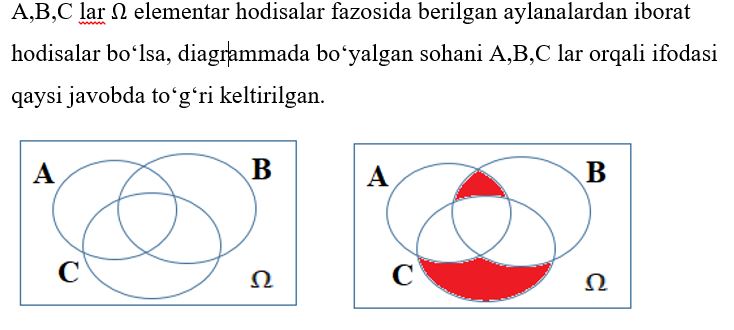 A,B,C lar Ω elementar hodisalar fazosida berilgan aylanalardan iborat
hodisalar bo‘lsa, diagrammada bo‘yalgan sohani A,B,C lar orqali ifodasi
qaysi javobda to‘g‘ri keltirilgan.
A B A B
C Ω C Ω